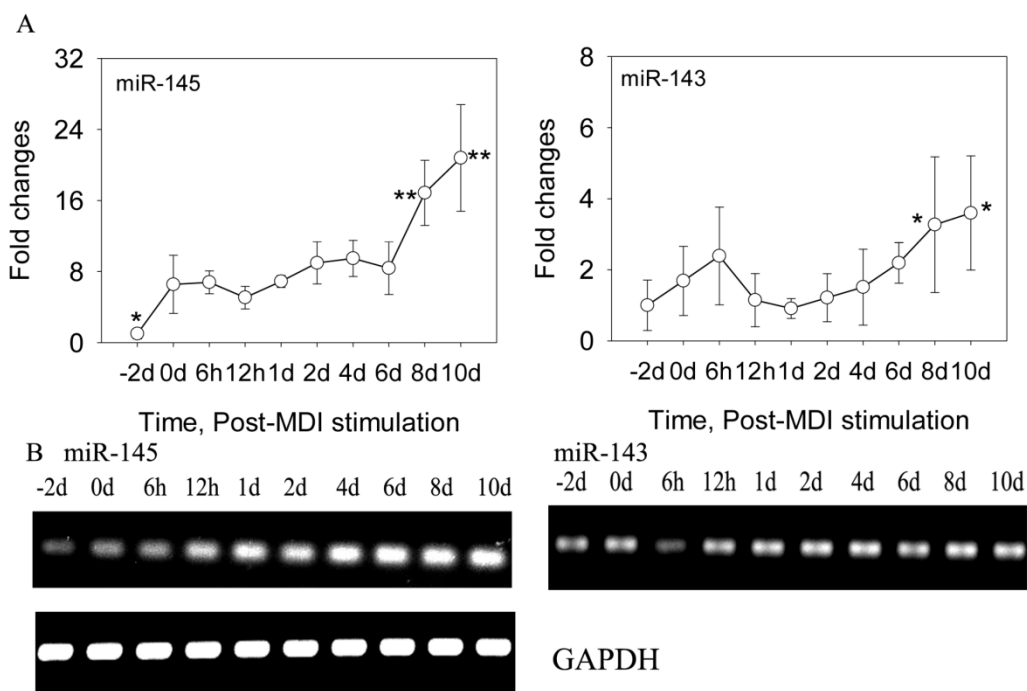 A
32
24
16
8
0
Fold changes
miR-145
*
**
**
-2d 0d 6h 12h 1d 2d 4d 6d 8d 10d
Time, Post-MDI stimulation
8
6
4
2
0
Fold changes
miR-143
*
*
-2d 0d 6h 12h 1d 2d 4d 6d 8d 10d
Time, Post-MDI stimulation
B miR-145
-2d 0d 6h 12h 1d 2d 4d 6d 8d 10d
miR-143
-2d 0d 6h 12h 1d 2d 4d 6d 8d 10d
GAPDH